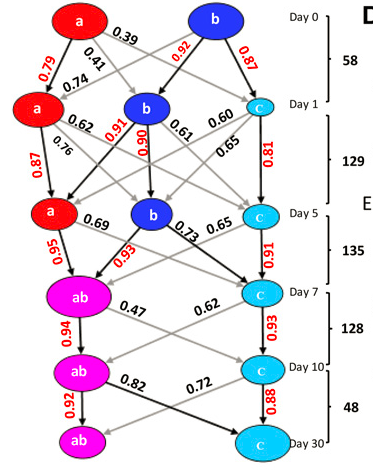 a b Day 0 D
0.39
0.41 0.92 0.87
0.79 0.74 58
a b c Day 1
0.62 0.91 0.90 0.61 0.60
0.76 0.65 0.81
0.87 129
a b c Day 5 E
0.69 0.73 0.65
0.95 0.93 0.91 135
ab c Day 7
0.47 0.62
0.94 0.93 128
ab c Day 10
0.82 0.72
0.92 0.88 48
ab c Day 30